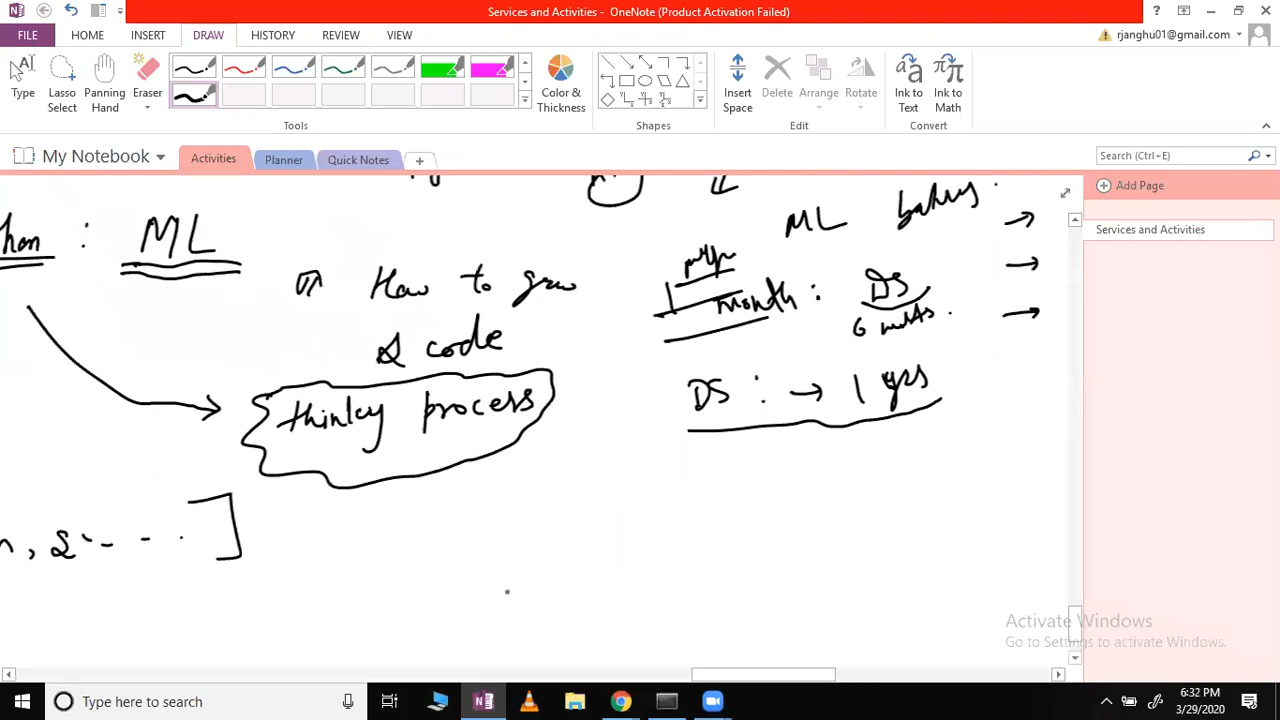 Services and Activities - OneNote (Product Activation Failed)
FILE HOME INSERT DRAW HISTORY REVIEW VIEW
rjanghu01@gmail.com
Type
Lasso Select
Panning Hand
Eraser
Color & Thickness
Insert Space
Delete
Arrange
Rotate
Ink to Text
Ink to Math
Tools Shapes Edit Convert
My Notebook Activities Planner Quick Notes
Search (Ctrl+E)
Add Page
Services and Activities
: ML
How to grow
& code
thinky process
ML
1 month : DS
6
DS : → 1 yrs
, 2 - - - ]
Activate Windows
Go to Settings to activate Windows.
Type here to search
6:32 PM
3/29/2020